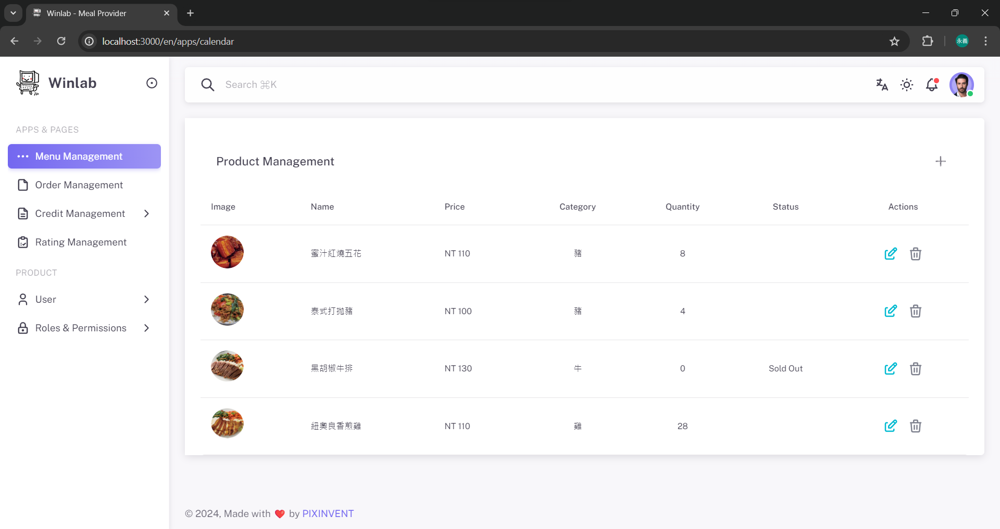 Winlab - Meal Provider
localhost:3000/en/apps/calendar
永義
Winlab
Search ⌘K
APPS & PAGES
Menu Management
Order Management
Credit Management
Rating Management
PRODUCT
User
Roles & Permissions
Product Management
Image Name Price Category Quantity Status Actions
蜜汁紅燒五花 NT 110 豬 8
泰式打拋豬 NT 100 豬 4
黑胡椒牛排 NT 130 牛 0 Sold Out
紐奧良香煎雞 NT 110 雞 28
© 2024, Made with ❤️ by PIXINVENT